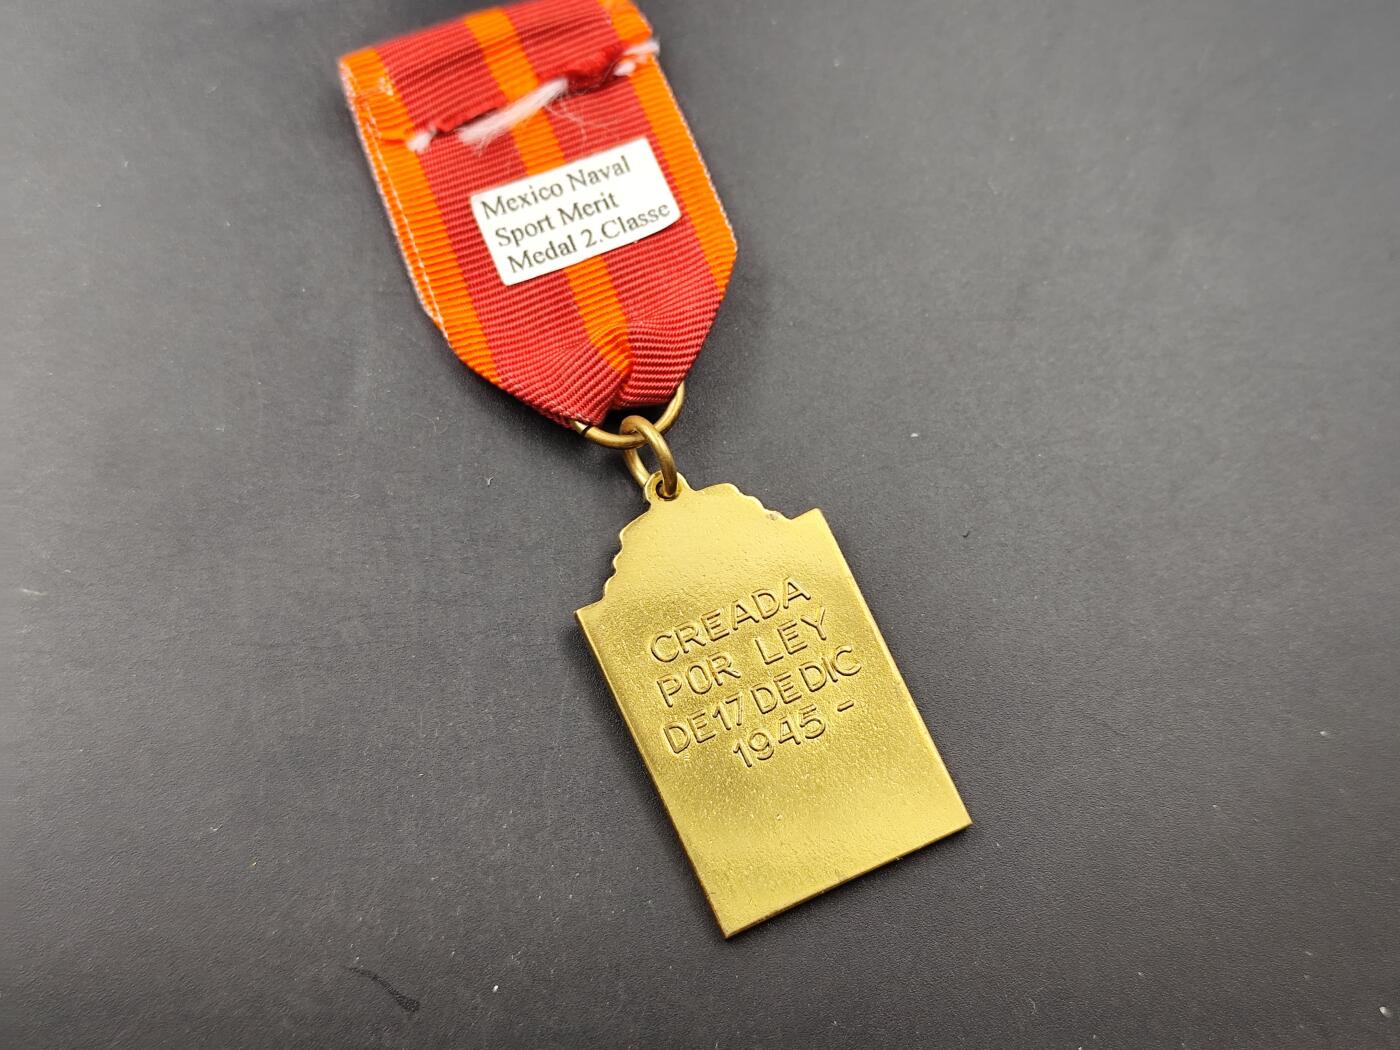 Mexico Naval
Sport Merit
Medal 2.Classe
CREADA
POR LEY
DE 17 DE DIC
1945-